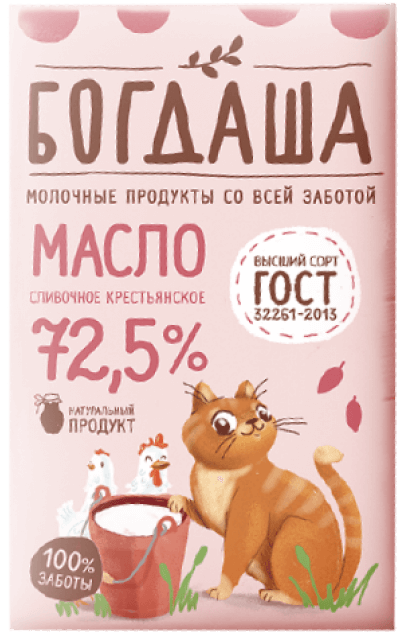 БОГДАША
МОЛОЧНЫЕ ПРОДУКТЫ СО ВСЕЙ ЗАБОТОЙ
МАСЛО
СЛИВОЧНОЕ КРЕСТЬЯНСКОЕ
72,5%
ВЫСШИЙ СОРТ
ГОСТ
32261-2013
НАТУРАЛЬНЫЙ
ПРОДУКТ
100%
ЗАБОТЫ